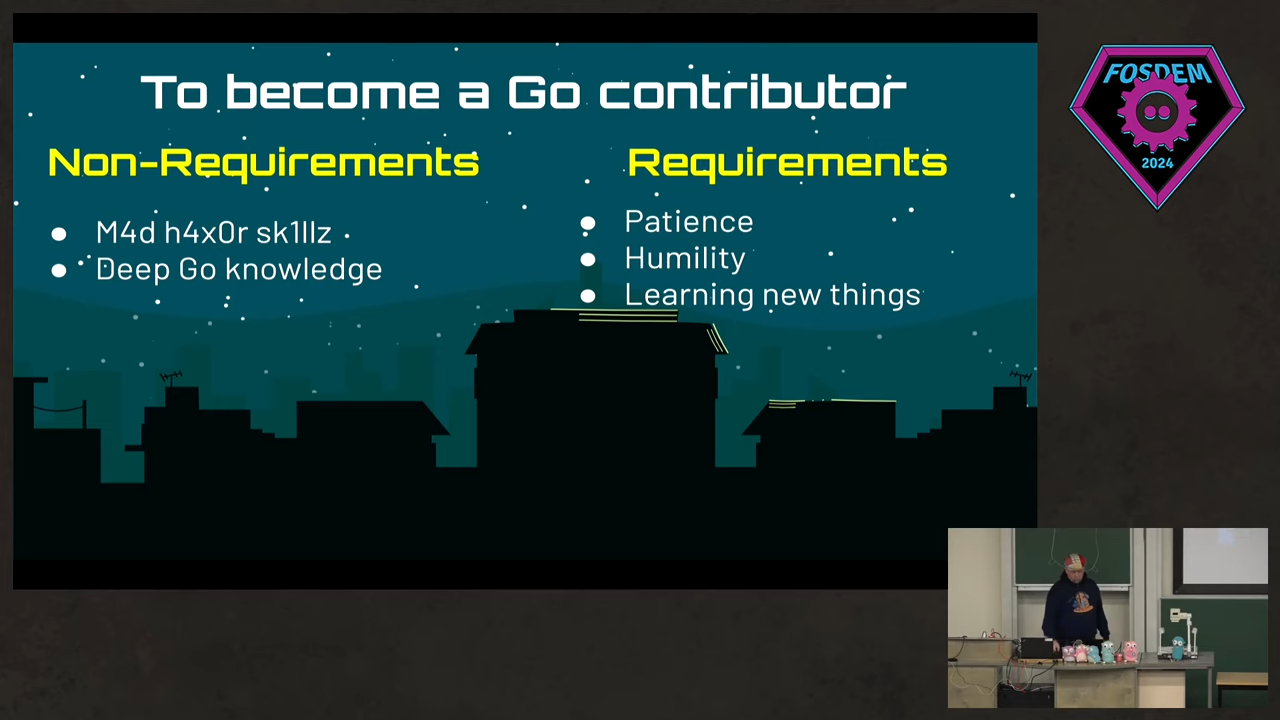 To become a Go contributor
Non-Requirements
M4d h4x0r sk1llz
Deep Go knowledge
Requirements
Patience
Humility
Learning new things
FOSDEM
2024